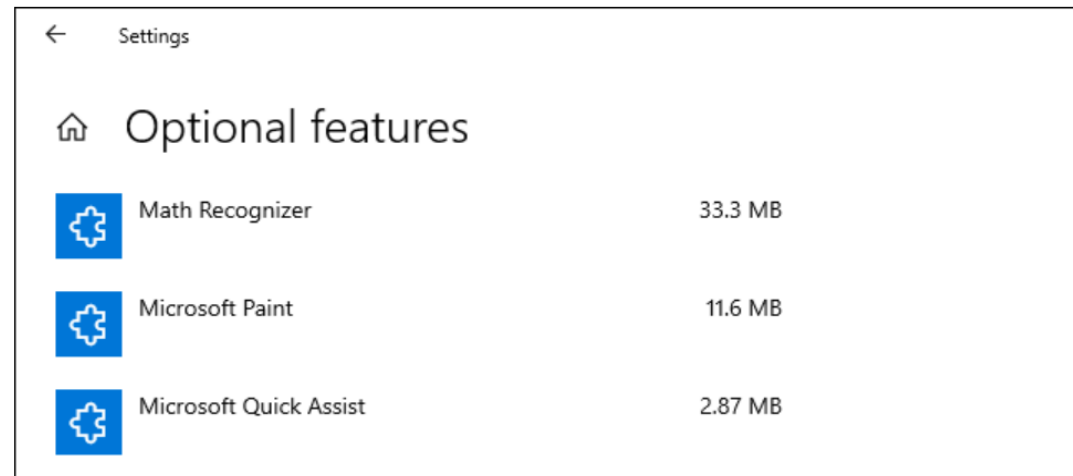 Settings
Optional features
Math Recognizer 33.3 MB
Microsoft Paint 11.6 MB
Microsoft Quick Assist 2.87 MB